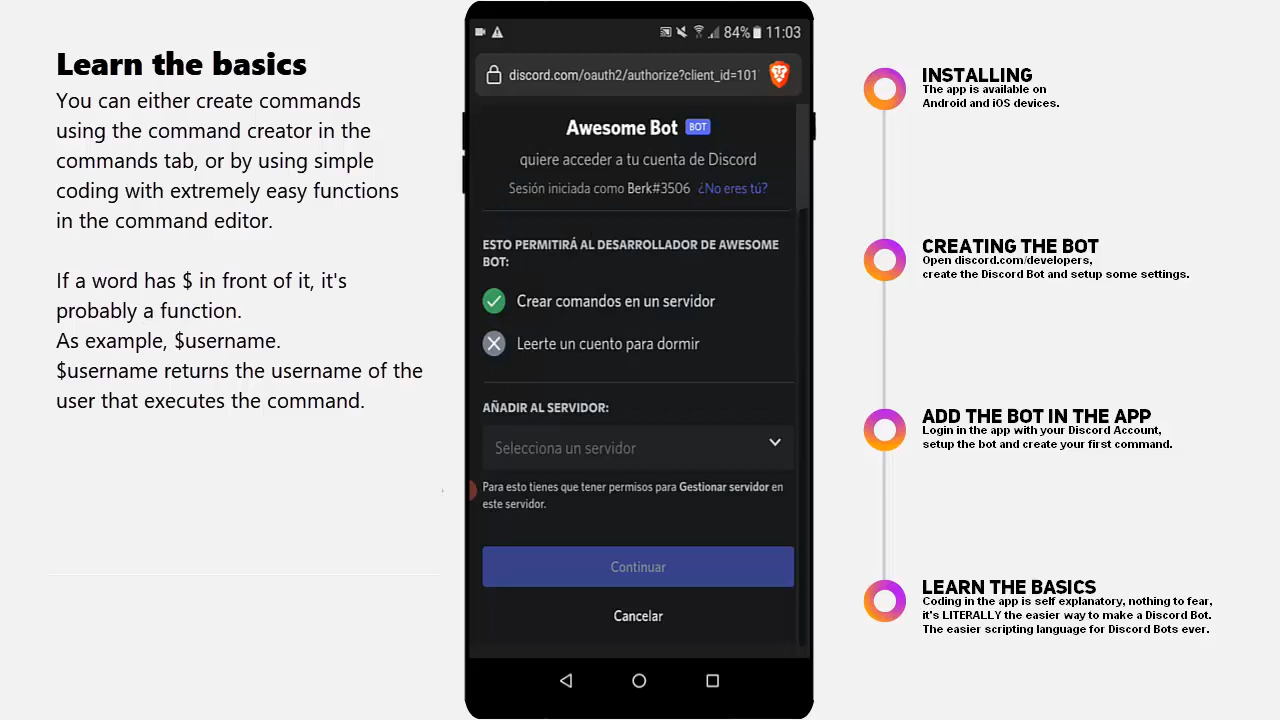 Learn the basics
You can either create commands
using the command creator in the
commands tab, or by using simple
coding with extremely easy functions
in the command editor.
If a word has $ in front of it, it's
probably a function.
As example, $username.
$username returns the username of the
user that executes the command.
84% 11:03
discord.com/oauth2/authorize?client_id=101
Awesome Bot BOT
quiere acceder a tu cuenta de Discord
Sesión iniciada como Berk#3506 ¿No eres tú?
ESTO PERMITIRÁ AL DESARROLLADOR DE AWESOME
BOT:
Crear comandos en un servidor
Leerte un cuento para dormir
AÑADIR AL SERVIDOR:
Selecciona un servidor
Para esto tienes que tener permisos para Gestionar servidor en
este servidor.
Continuar
Cancelar
INSTALLING
The app is available on
Android and iOS devices.
CREATING THE BOT
Open discord.com/developers,
create the Discord Bot and setup some settings.
ADD THE BOT IN THE APP
Login in the app with your Discord Account,
setup the bot and create your first command.
LEARN THE BASICS
Coding in the app is self explanatory, nothing to fear,
it's LITERALLY the easier way to make a Discord Bot.
The easier scripting language for Discord Bots ever.